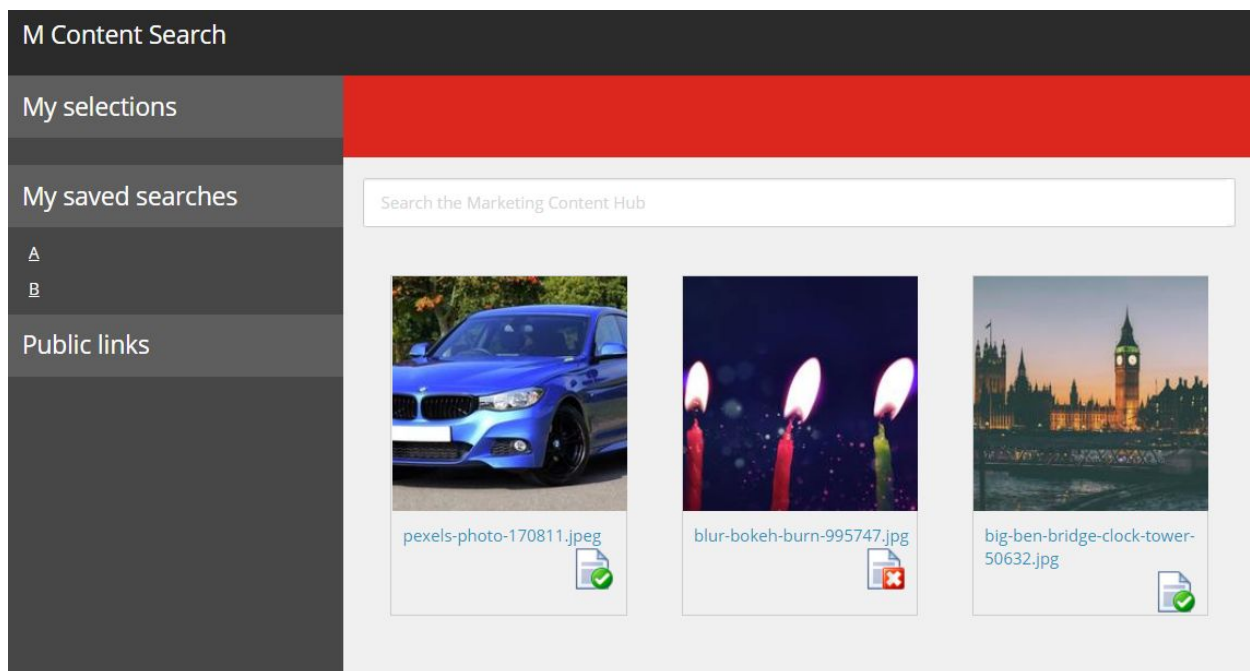 M Content Search
My selections
My saved searches
A
B
Public links
Search the Marketing Content Hub
pexels-photo-170811.jpeg
blur-bokeh-burn-995747.jpg
big-ben-bridge-clock-tower-
50632.jpg